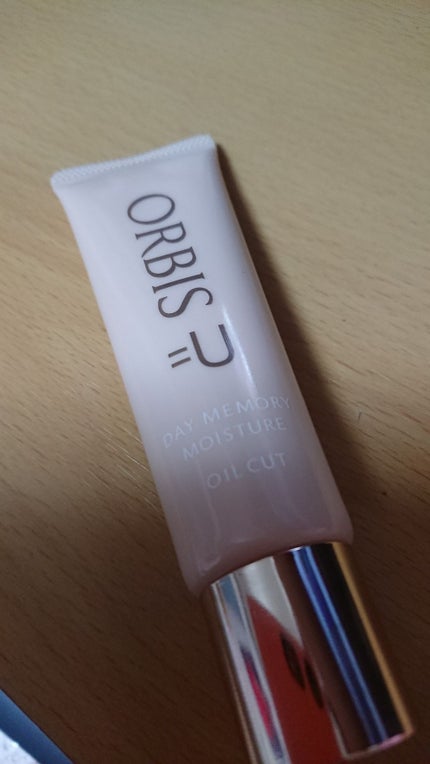 ORBIS U
DAY MEMORY
MOISTURE
OIL CUT